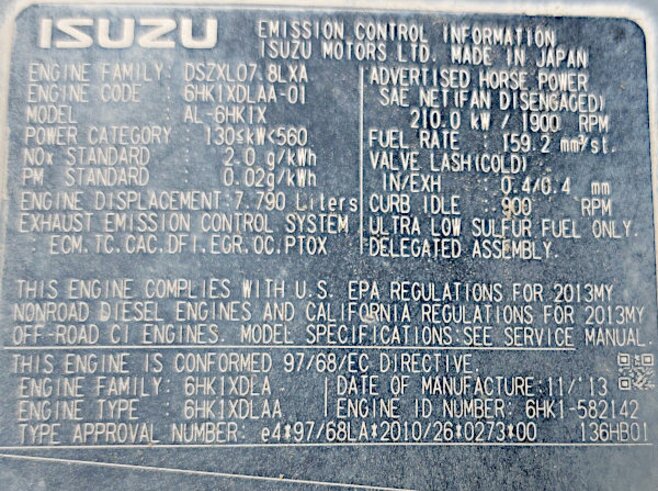 ISUZU
EMISSION CONTROL INFORMATION
ISUZU MOTORS LTD. MADE IN JAPAN
ENGINE FAMILY: DSZXL07.8LXA
ENGINE CODE : 6HK1XDLAA-01
MODEL : AL-6HK1X
POWER CATEGORY : 130≤kW<560
NOx STANDARD : 2.0 g/kWh
PM STANDARD : 0.02g/kWh
ENGINE DISPLACEMENT: 7.790 Liters
EXHAUST EMISSION CONTROL SYSTEM
: ECM.TC.CAC.DFI.EGR.OC.PTOX
ADVERTISED HORSE POWER
SAE NET(FAN DISENGAGED)
: 210.0 kW / 1900 RPM
FUEL RATE : 159.2 mm³/st.
VALVE LASH(COLD) :
IN/EXH : 0.4/0.4 mm
CURB IDLE : 900 RPM
ULTRA LOW SULFUR FUEL ONLY.
DELEGATED ASSEMBLY.
THIS ENGINE COMPLIES WITH U.S. EPA REGULATIONS FOR 2013MY
NONROAD DIESEL ENGINES AND CALIFORNIA REGULATIONS FOR 2013MY
OFF-ROAD CI ENGINES. MODEL SPECIFICATIONS:SEE SERVICE MANUAL.
THIS ENGINE IS CONFORMED 97/68/EC DIRECTIVE.
ENGINE FAMILY : 6HK1XDLA
DATE OF MANUFACTURE:11/'13
ENGINE TYPE : 6HK1XDLAA
ENGINE ID NUMBER: 6HK1-582142
TYPE APPROVAL NUMBER: e4*97/68LA*2010/26*0273*00 136HB01